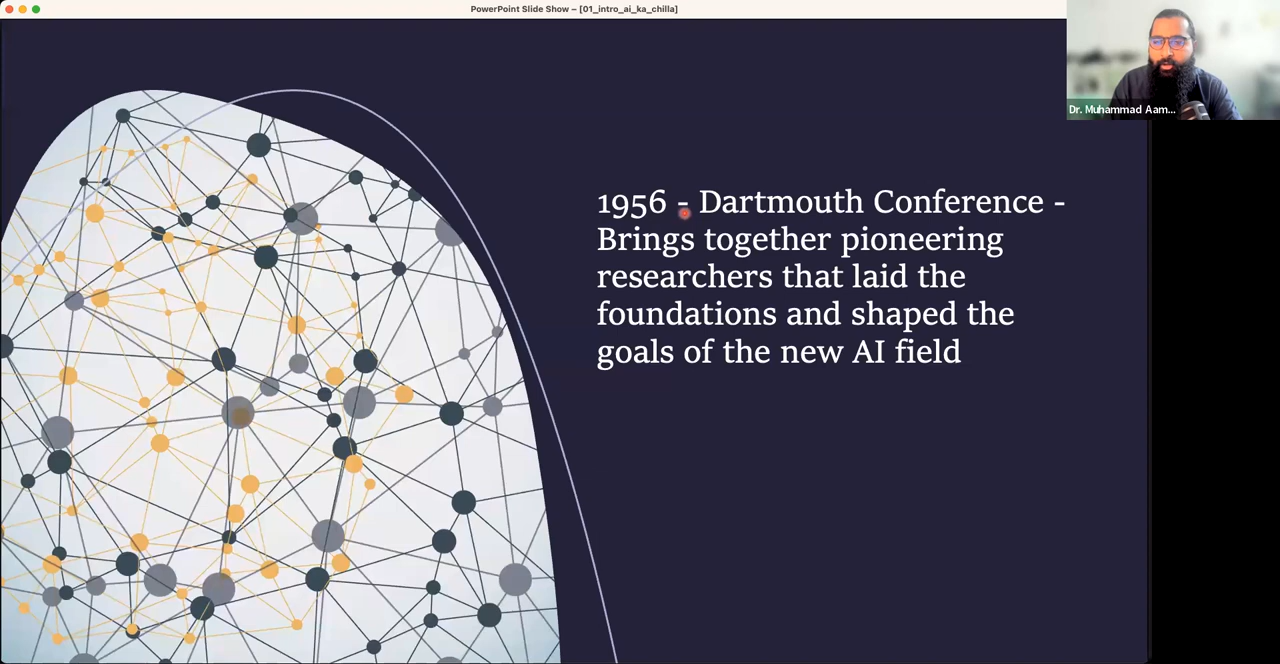 PowerPoint Slide Show – [01_intro_ai_ka_chilla]
Dr. Muhammad Aam...
1956 - Dartmouth Conference -
Brings together pioneering
researchers that laid the
foundations and shaped the
goals of the new AI field